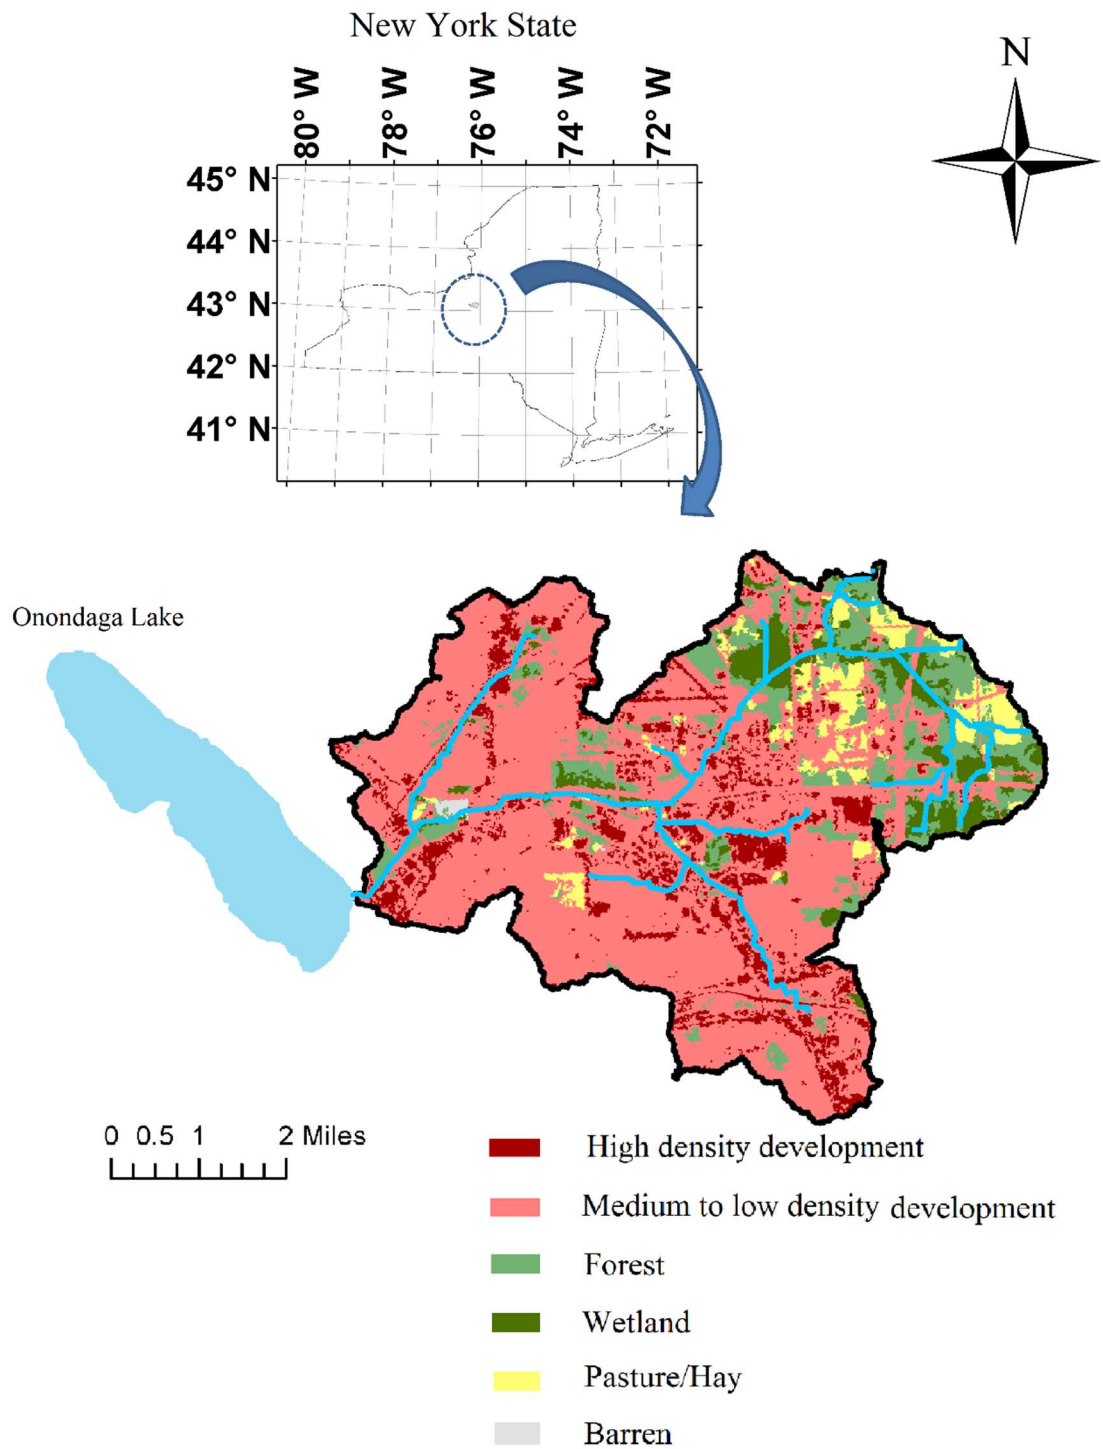 New York State
N
80° W
78° W
76° W
74° W
72° W
45° N
44° N
43° N
42° N
41° N
Onondaga Lake
0 0.5 1 2 Miles
High density development
Medium to low density development
Forest
Wetland
Pasture/Hay
Barren